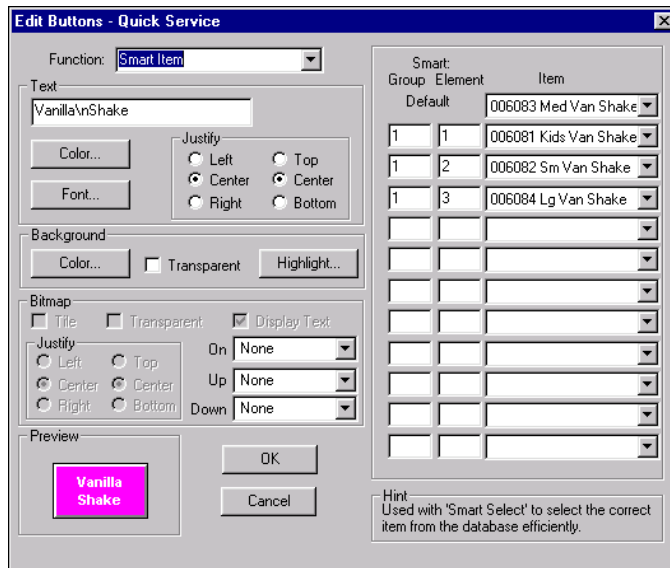 Edit Buttons - Quick Service
Function: Smart Item
Text
Vanilla\nShake
Color...
Font...
Justify
Left Top
Center Center
Right Bottom
Background
Color... Transparent Highlight...
Bitmap
Tile Transparent Display Text
Justify
Left Top
Center Center
Right Bottom
On None
Up None
Down None
Preview
Vanilla
Shake
OK
Cancel
Smart:
Group Element Item
Default 006083 Med Van Shake
1 1 006081 Kids Van Shake
1 2 006082 Sm Van Shake
1 3 006084 Lg Van Shake
Hint
Used with 'Smart Select' to select the correct
item from the database efficiently.